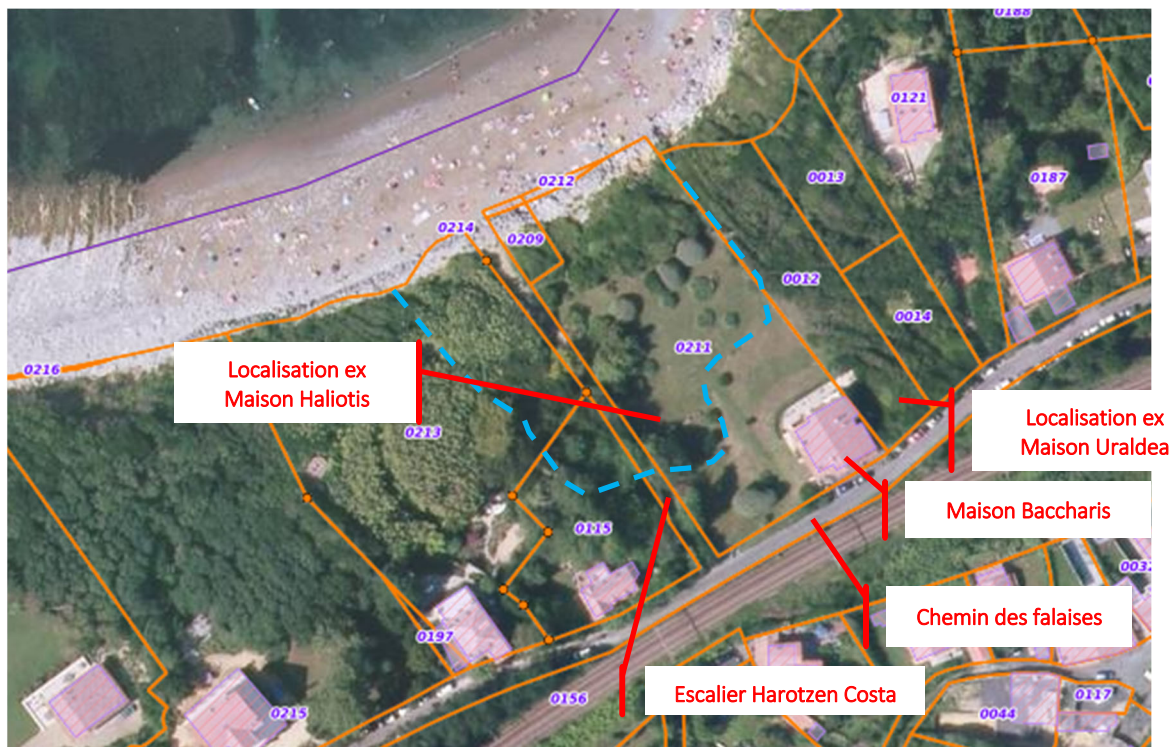 0188
0121
0013
0187
0212
0209
0214
0012
0014
0211
0216
Localisation ex
Maison Haliotis
0213
Localisation ex
Maison Uraldea
Maison Baccharis
0115
Chemin des falaises
0032
0197
0156
Escalier Harotzen Costa
0215
0044
0117